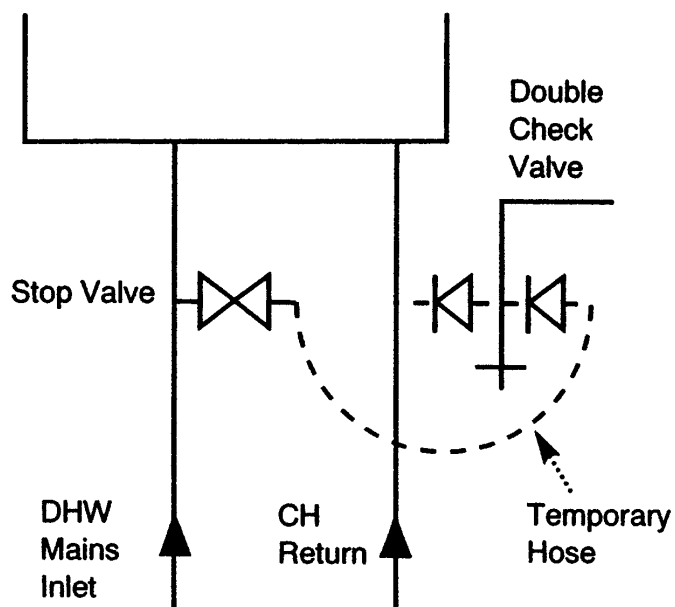 Double
Check
Valve
Stop Valve
DHW
Mains
Inlet
CH
Return
Temporary
Hose